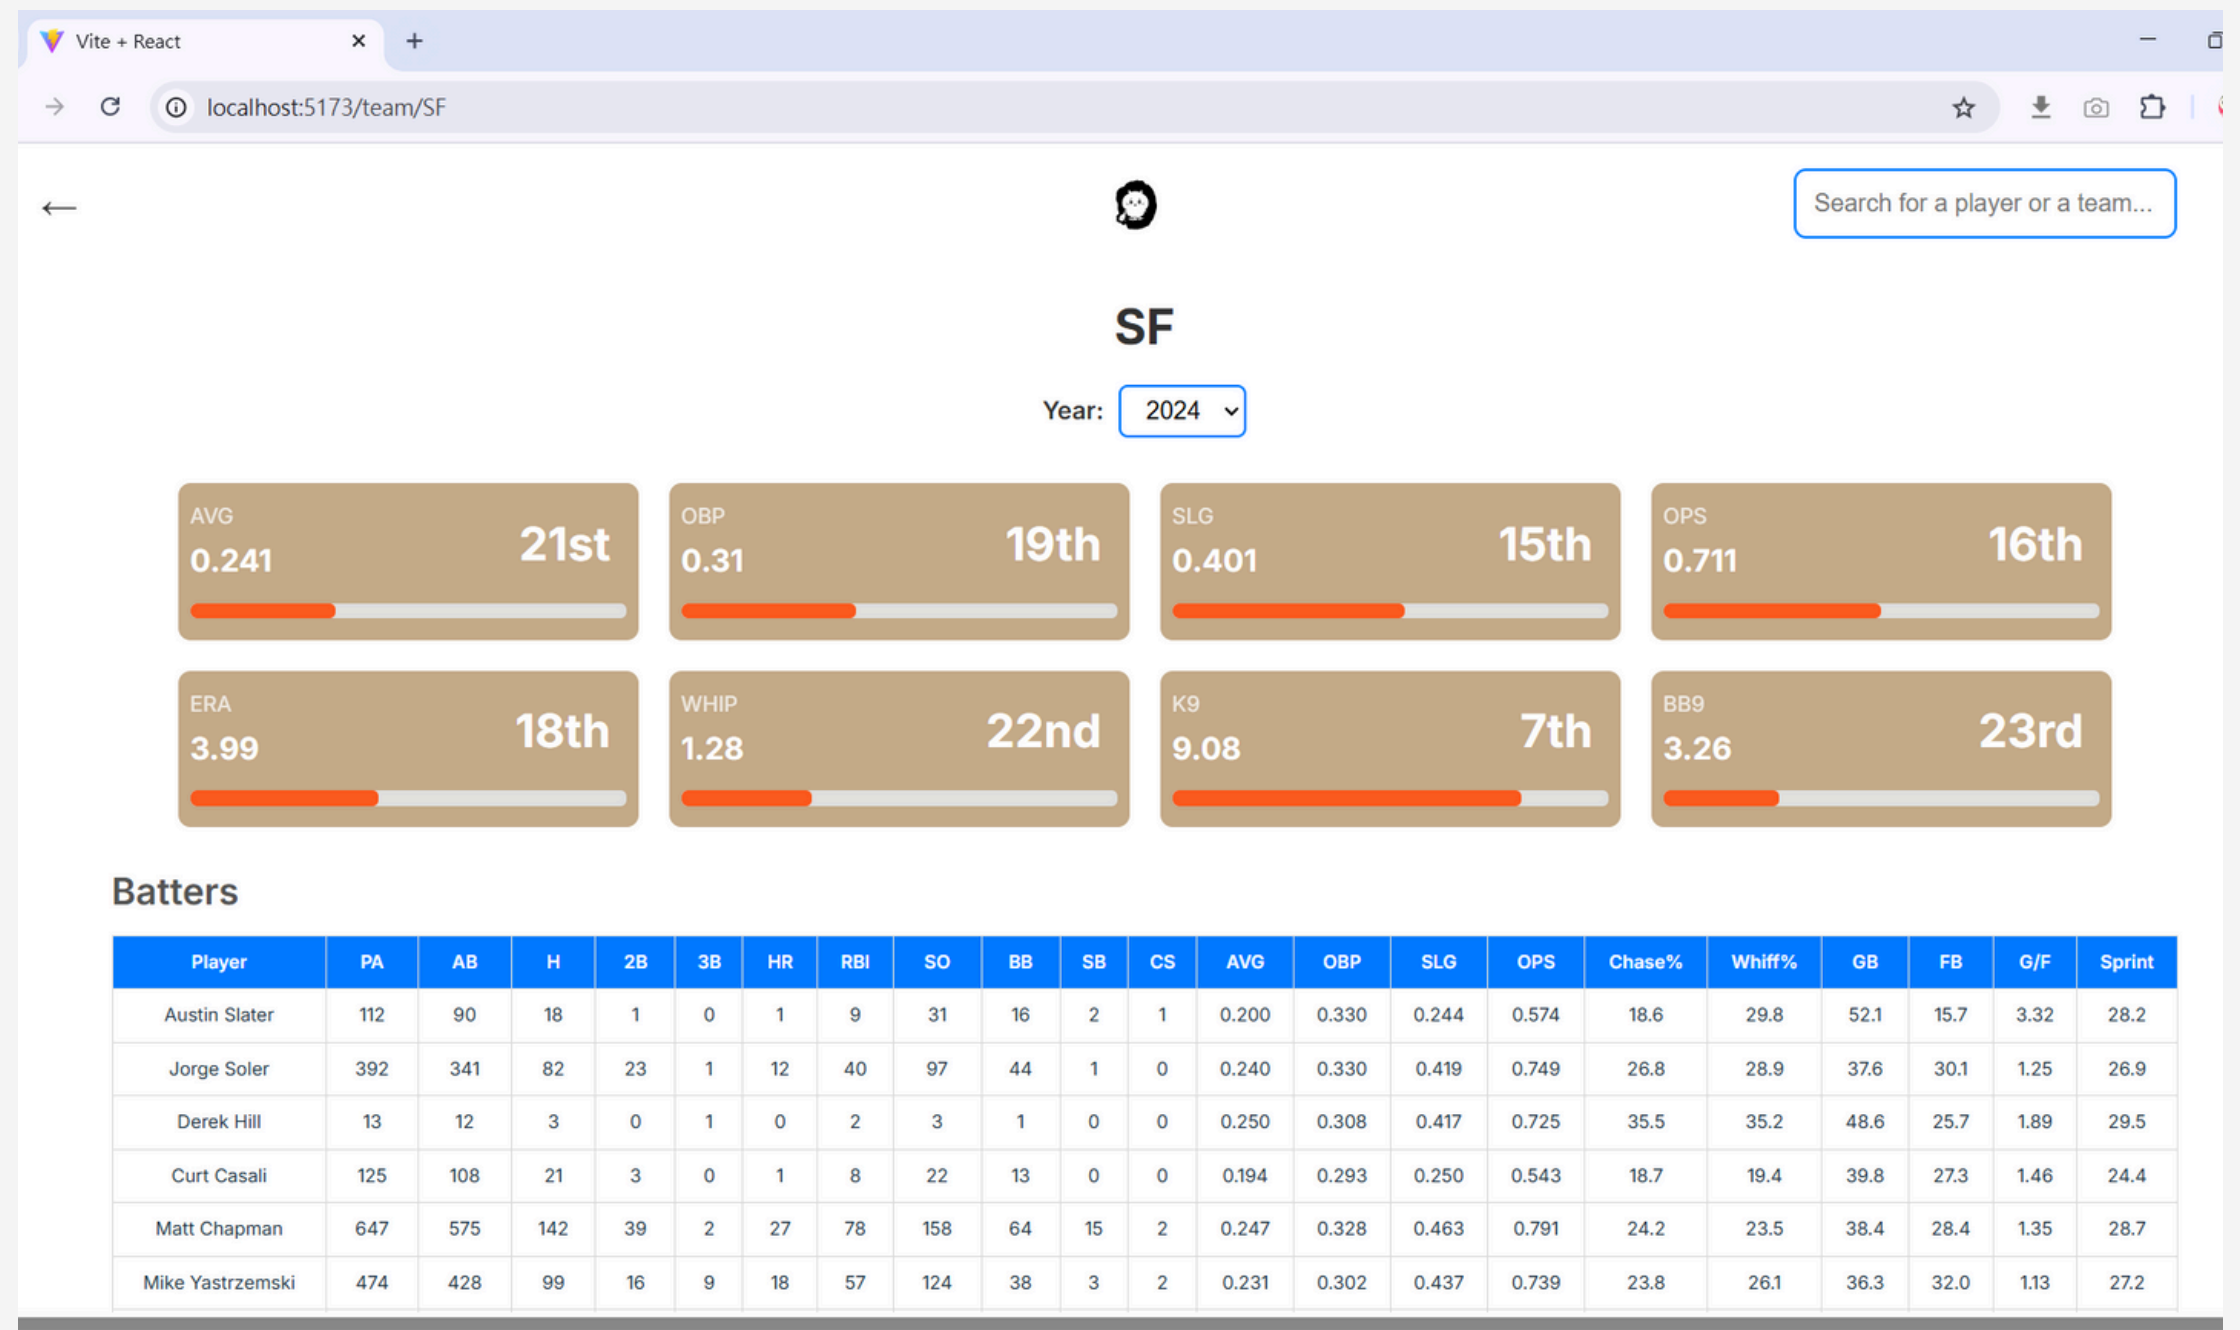 Vite + React
localhost:5173/team/SF
Search for a player or a team...
SF
Year: 2024
AVG 0.241 21st
OBP 0.31 19th
SLG 0.401 15th
OPS 0.711 16th
ERA 3.99 18th
WHIP 1.28 22nd
K9 9.08 7th
BB9 3.26 23rd
Batters
Player PA AB H 2B 3B HR RBI SO BB SB CS AVG OBP SLG OPS Chase% Whiff% GB FB G/F Sprint
Austin Slater 112 90 18 1 0 1 9 31 16 2 1 0.200 0.330 0.244 0.574 18.6 29.8 52.1 15.7 3.32 28.2
Jorge Soler 392 341 82 23 1 12 40 97 44 1 0 0.240 0.330 0.419 0.749 26.8 28.9 37.6 30.1 1.25 26.9
Derek Hill 13 12 3 0 1 0 2 3 1 0 0 0.250 0.308 0.417 0.725 35.5 35.2 48.6 25.7 1.89 29.5
Curt Casali 125 108 21 3 0 1 8 22 13 0 0 0.194 0.293 0.250 0.543 18.7 19.4 39.8 27.3 1.46 24.4
Matt Chapman 647 575 142 39 2 27 78 158 64 15 2 0.247 0.328 0.463 0.791 24.2 23.5 38.4 28.4 1.35 28.7
Mike Yastrzemski 474 428 99 16 9 18 57 124 38 3 2 0.231 0.302 0.437 0.739 23.8 26.1 36.3 32.0 1.13 27.2